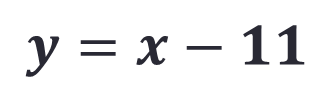 y = x − 11